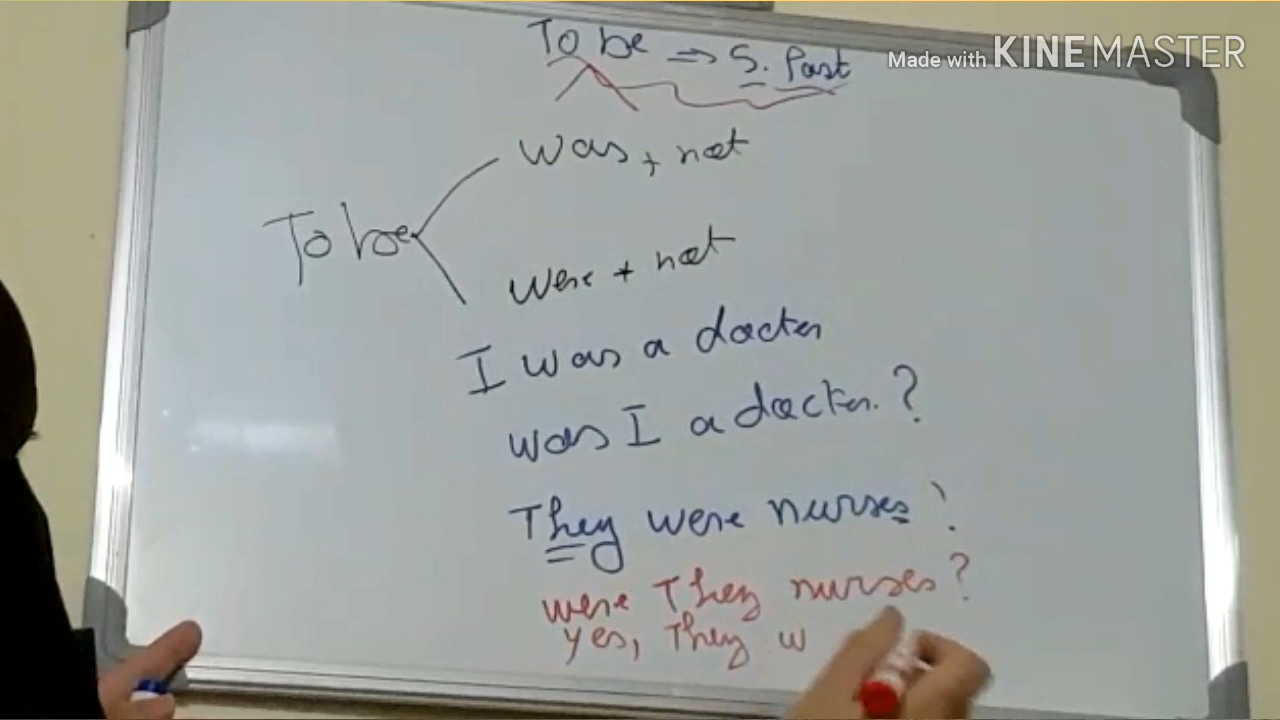 To be => S. Past
Made with KINEMASTER
was + not
To be
were + not
I was a docter
was I a docter. ?
They were nurses ?
were They nurses ?
yes, They w